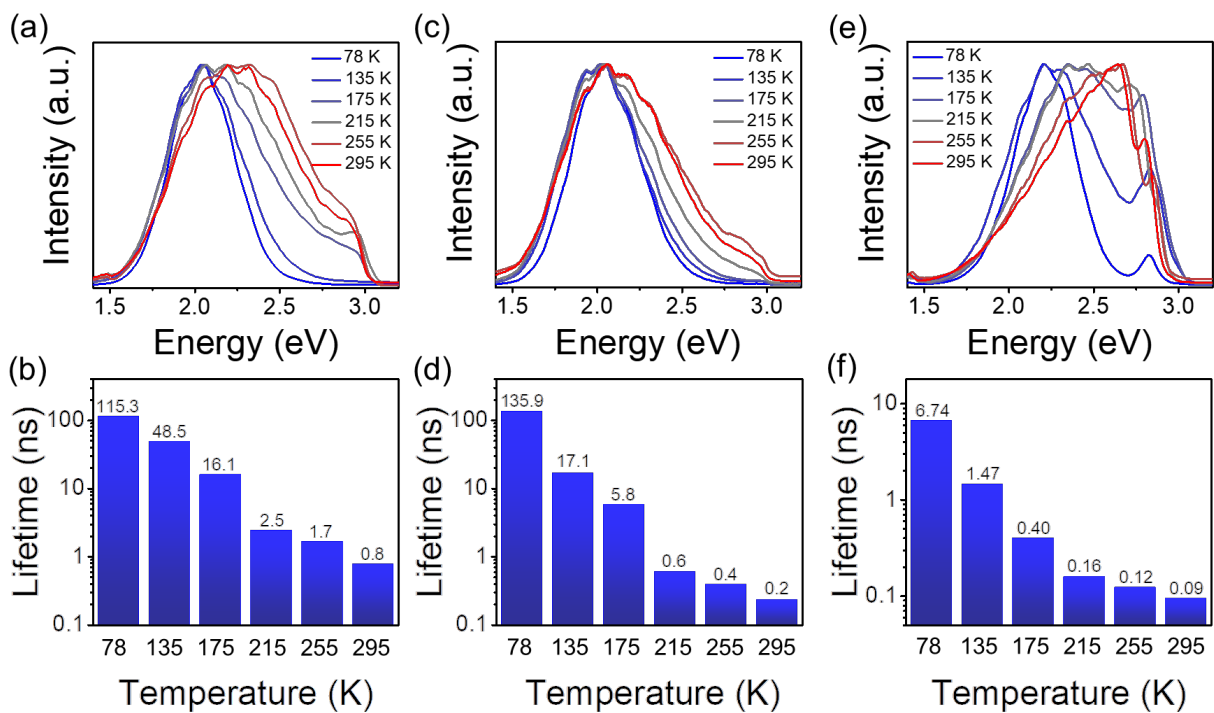 (a)
Intensity (a.u.)
78 K
135 K
175 K
215 K
255 K
295 K
1.5 2.0 2.5 3.0
Energy (eV)
(c)
Intensity (a.u.)
78 K
135 K
175 K
215 K
255 K
295 K
1.5 2.0 2.5 3.0
Energy (eV)
(e)
Intensity (a.u.)
78 K
135 K
175 K
215 K
255 K
295 K
1.5 2.0 2.5 3.0
Energy (eV)
(b)
Lifetime (ns)
100
10
1
0.1
115.3
48.5
16.1
2.5
1.7
0.8
78 135 175 215 255 295
Temperature (K)
(d)
Lifetime (ns)
100
10
1
0.1
135.9
17.1
5.8
0.6
0.4
0.2
78 135 175 215 255 295
Temperature (K)
(f)
Lifetime (ns)
10
1
0.1
6.74
1.47
0.40
0.16
0.12
0.09
78 135 175 215 255 295
Temperature (K)